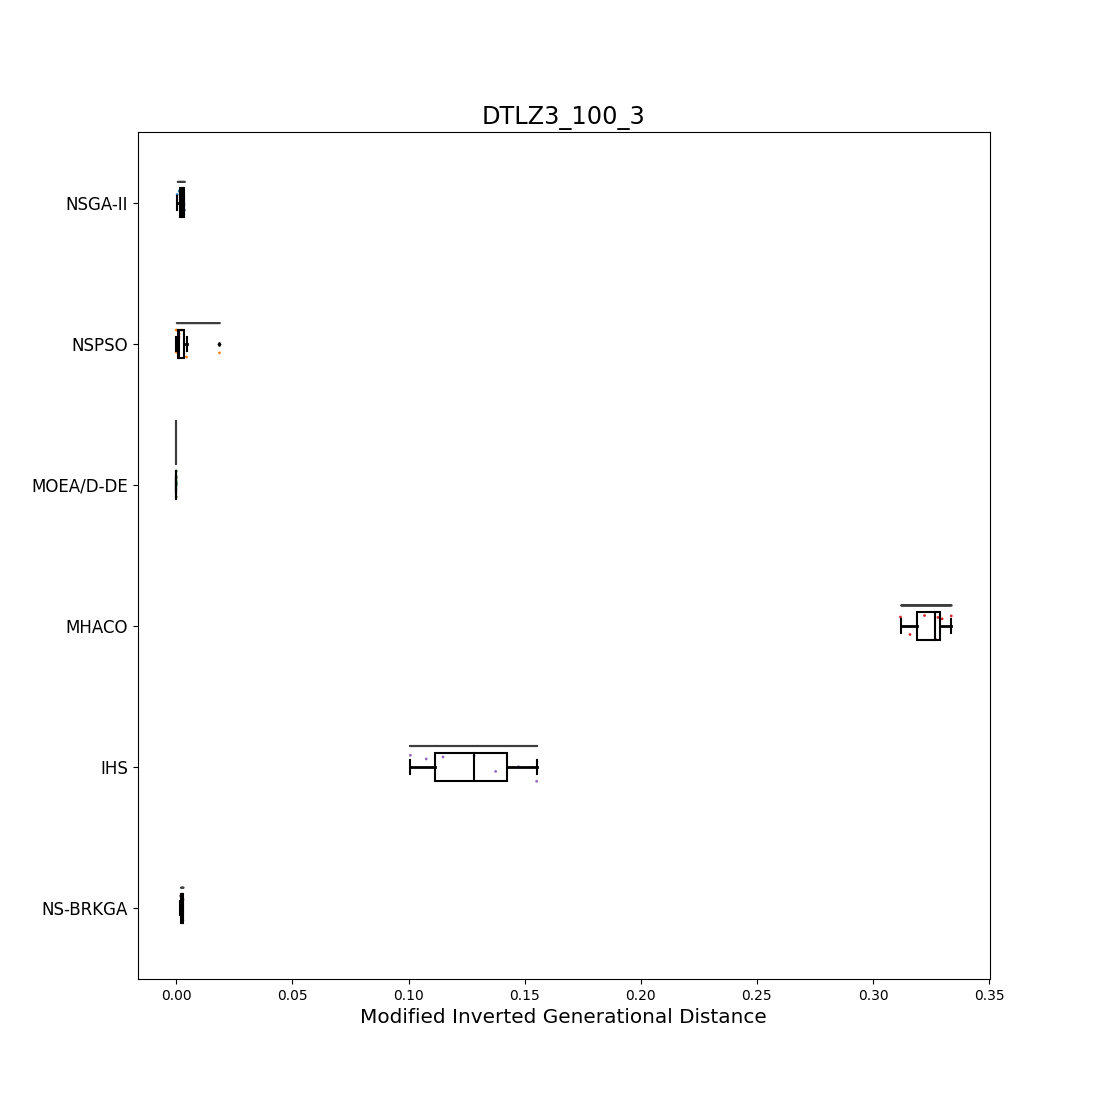 DTLZ3_100_3
NSGA-II
NSPSO
MOEA/D-DE
MHACO
IHS
NS-BRKGA
0.00 0.05 0.10 0.15 0.20 0.25 0.30 0.35
Modified Inverted Generational Distance